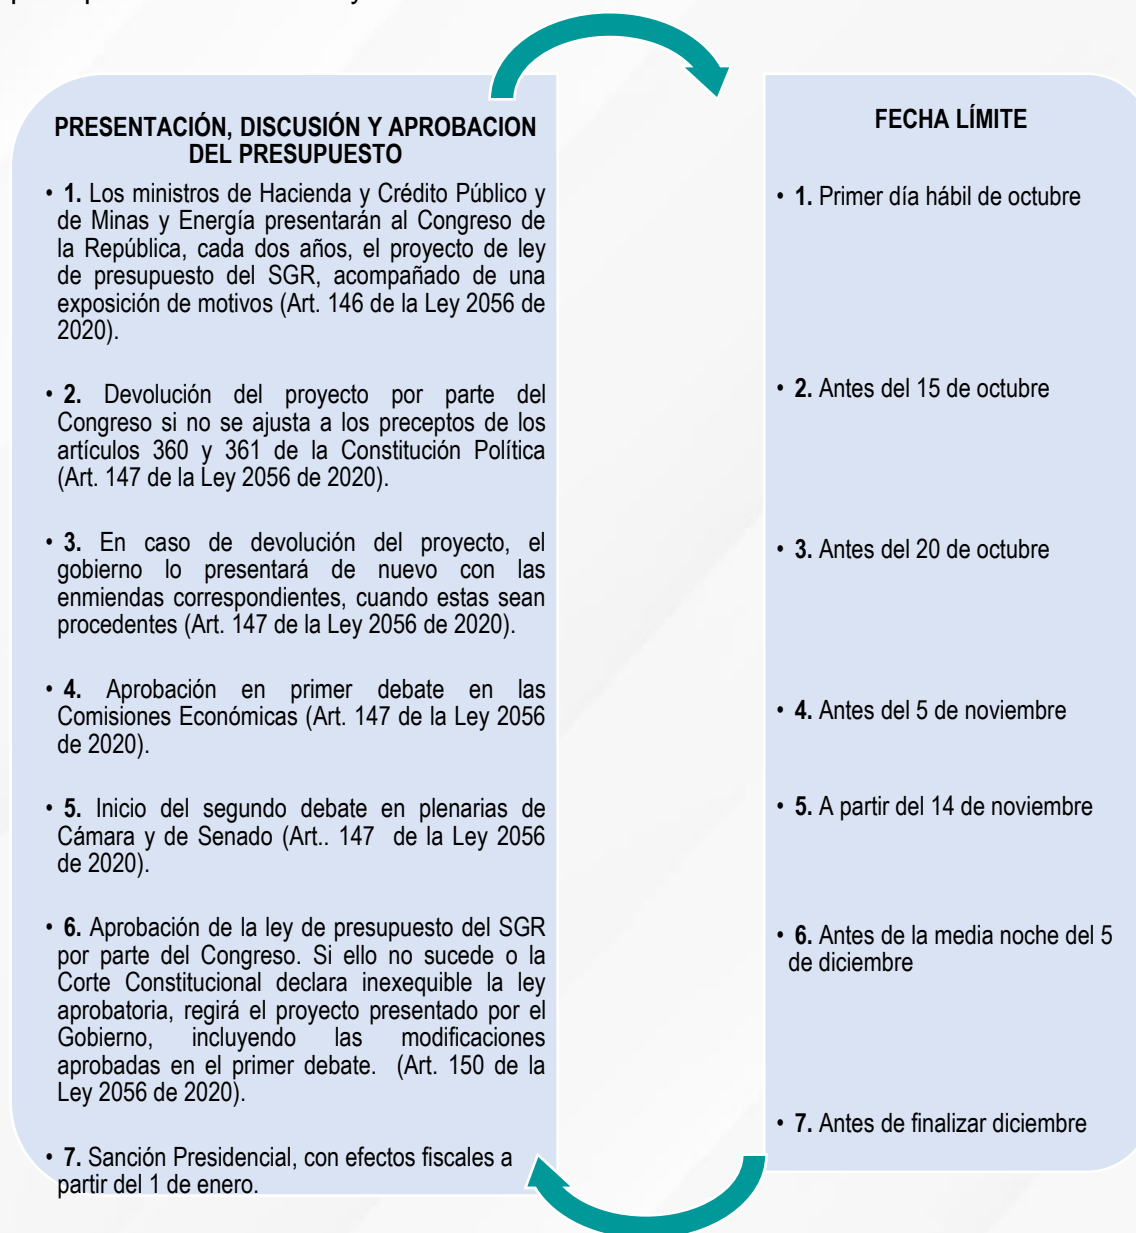 PRESENTACIÓN, DISCUSIÓN Y APROBACION
DEL PRESUPUESTO
• 1. Los ministros de Hacienda y Crédito Público y
de Minas y Energía presentarán al Congreso de
la República, cada dos años, el proyecto de ley
de presupuesto del SGR, acompañado de una
exposición de motivos (Art. 146 de la Ley 2056 de
2020).
• 2. Devolución del proyecto por parte del
Congreso si no se ajusta a los preceptos de los
artículos 360 y 361 de la Constitución Política
(Art. 147 de la Ley 2056 de 2020).
• 3. En caso de devolución del proyecto, el
gobierno lo presentará de nuevo con las
enmiendas correspondientes, cuando estas sean
procedentes (Art. 147 de la Ley 2056 de 2020).
• 4. Aprobación en primer debate en las
Comisiones Económicas (Art. 147 de la Ley 2056
de 2020).
• 5. Inicio del segundo debate en plenarias de
Cámara y de Senado (Art.. 147 de la Ley 2056
de 2020).
• 6. Aprobación de la ley de presupuesto del SGR
por parte del Congreso. Si ello no sucede o la
Corte Constitucional declara inexequible la ley
aprobatoria, regirá el proyecto presentado por el
Gobierno, incluyendo las modificaciones
aprobadas en el primer debate. (Art. 150 de la
Ley 2056 de 2020).
• 7. Sanción Presidencial, con efectos fiscales a
partir del 1 de enero.
FECHA LÍMITE
• 1. Primer día hábil de octubre
• 2. Antes del 15 de octubre
• 3. Antes del 20 de octubre
• 4. Antes del 5 de noviembre
• 5. A partir del 14 de noviembre
• 6. Antes de la media noche del 5
de diciembre
• 7. Antes de finalizar diciembre